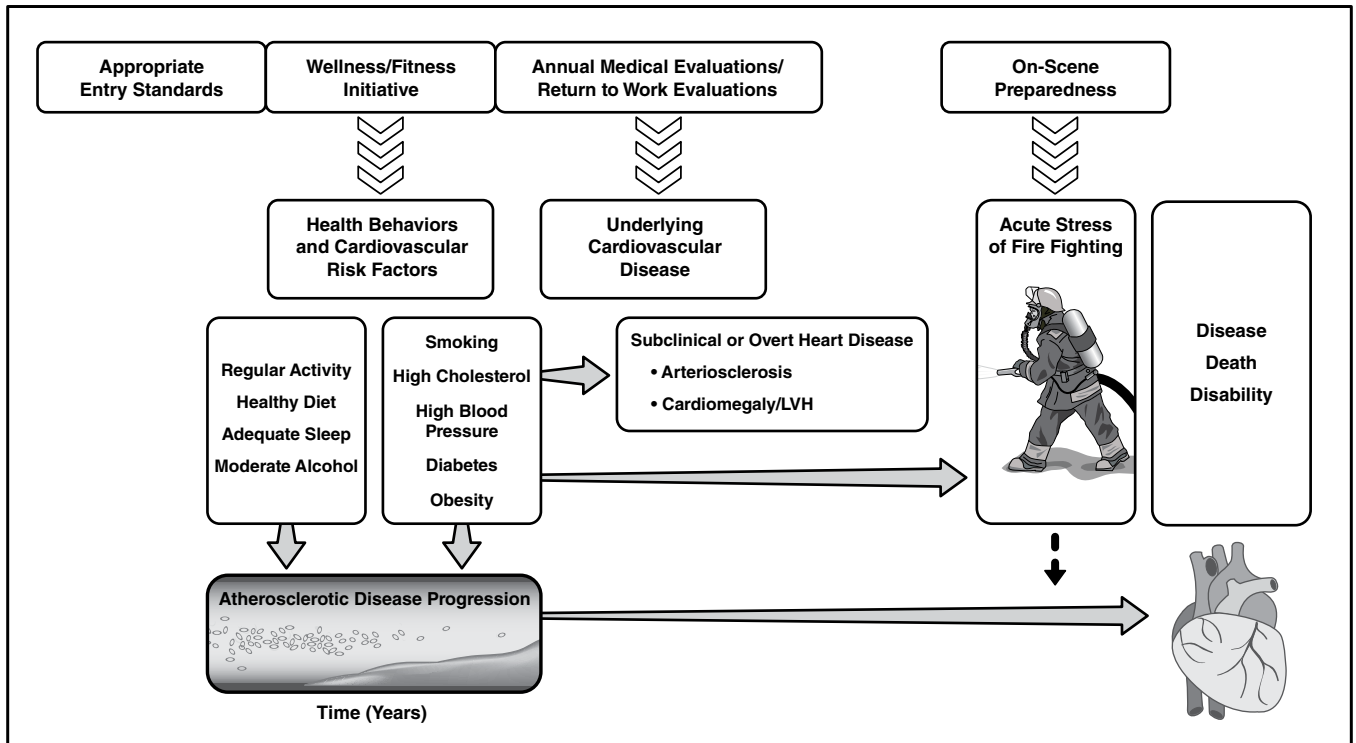 Appropriate
Entry Standards
Wellness/Fitness
Initiative
Annual Medical Evaluations/
Return to Work Evaluations
On-Scene
Preparedness
Health Behaviors
and Cardiovascular
Risk Factors
Underlying
Cardiovascular
Disease
Acute Stress
of Fire Fighting
Regular Activity
Healthy Diet
Adequate Sleep
Moderate Alcohol
Smoking
High Cholesterol
High Blood
Pressure
Diabetes
Obesity
Subclinical or Overt Heart Disease
• Arteriosclerosis
• Cardiomegaly/LVH
Disease
Death
Disability
Atherosclerotic Disease Progression
Time (Years)